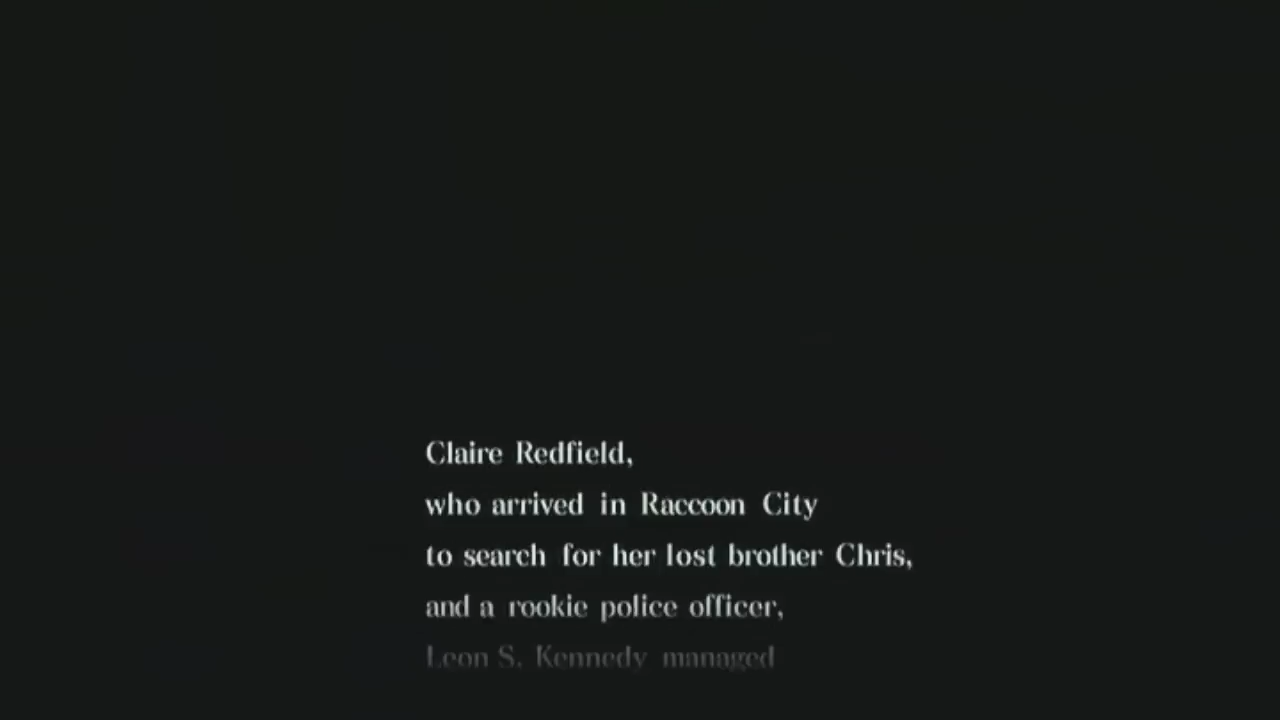 Claire Redfield,
who arrived in Raccoon City
to search for her lost brother Chris,
and a rookie police officer,
Leon S. Kennedy managed